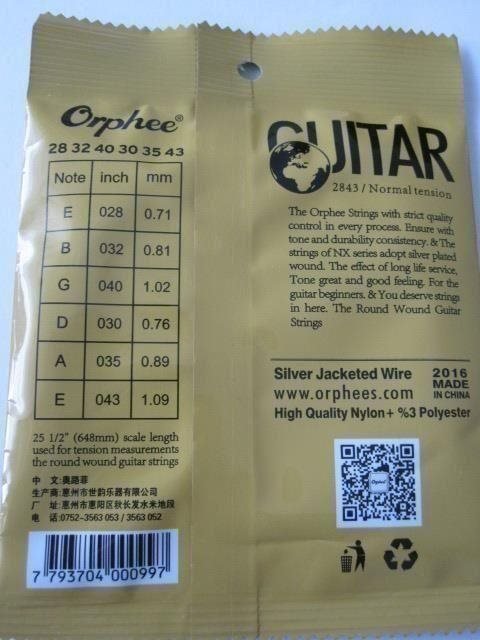 Orphee®
28 32 40 30 35 43
Note inch mm
E 028 0.71
B 032 0.81
G 040 1.02
D 030 0.76
A 035 0.89
E 043 1.09
25 1/2" (648mm) scale length
used for tension measurements
the round wound guitar strings
中 文:奥路菲
生产商:惠州市世韵乐器有限公司
厂 址:惠州市惠阳区秋长发水来地段
电 话:0752-3563 053 / 3563 052
7 793704 000997
GUITAR
2843 / Normal tension
The Orphee Strings with strict quality
control in every process. Ensure with
tone and durability consistency. & The
strings of NX series adopt silver plated
wound. The effect of long life service,
Tone great and good feeling. For the
guitar beginners. & You deserve strings
in here. The Round Wound Guitar
Strings
Silver Jacketed Wire
www.orphees.com
2016
MADE
IN CHINA
High Quality Nylon+ %3 Polyester
Orphee